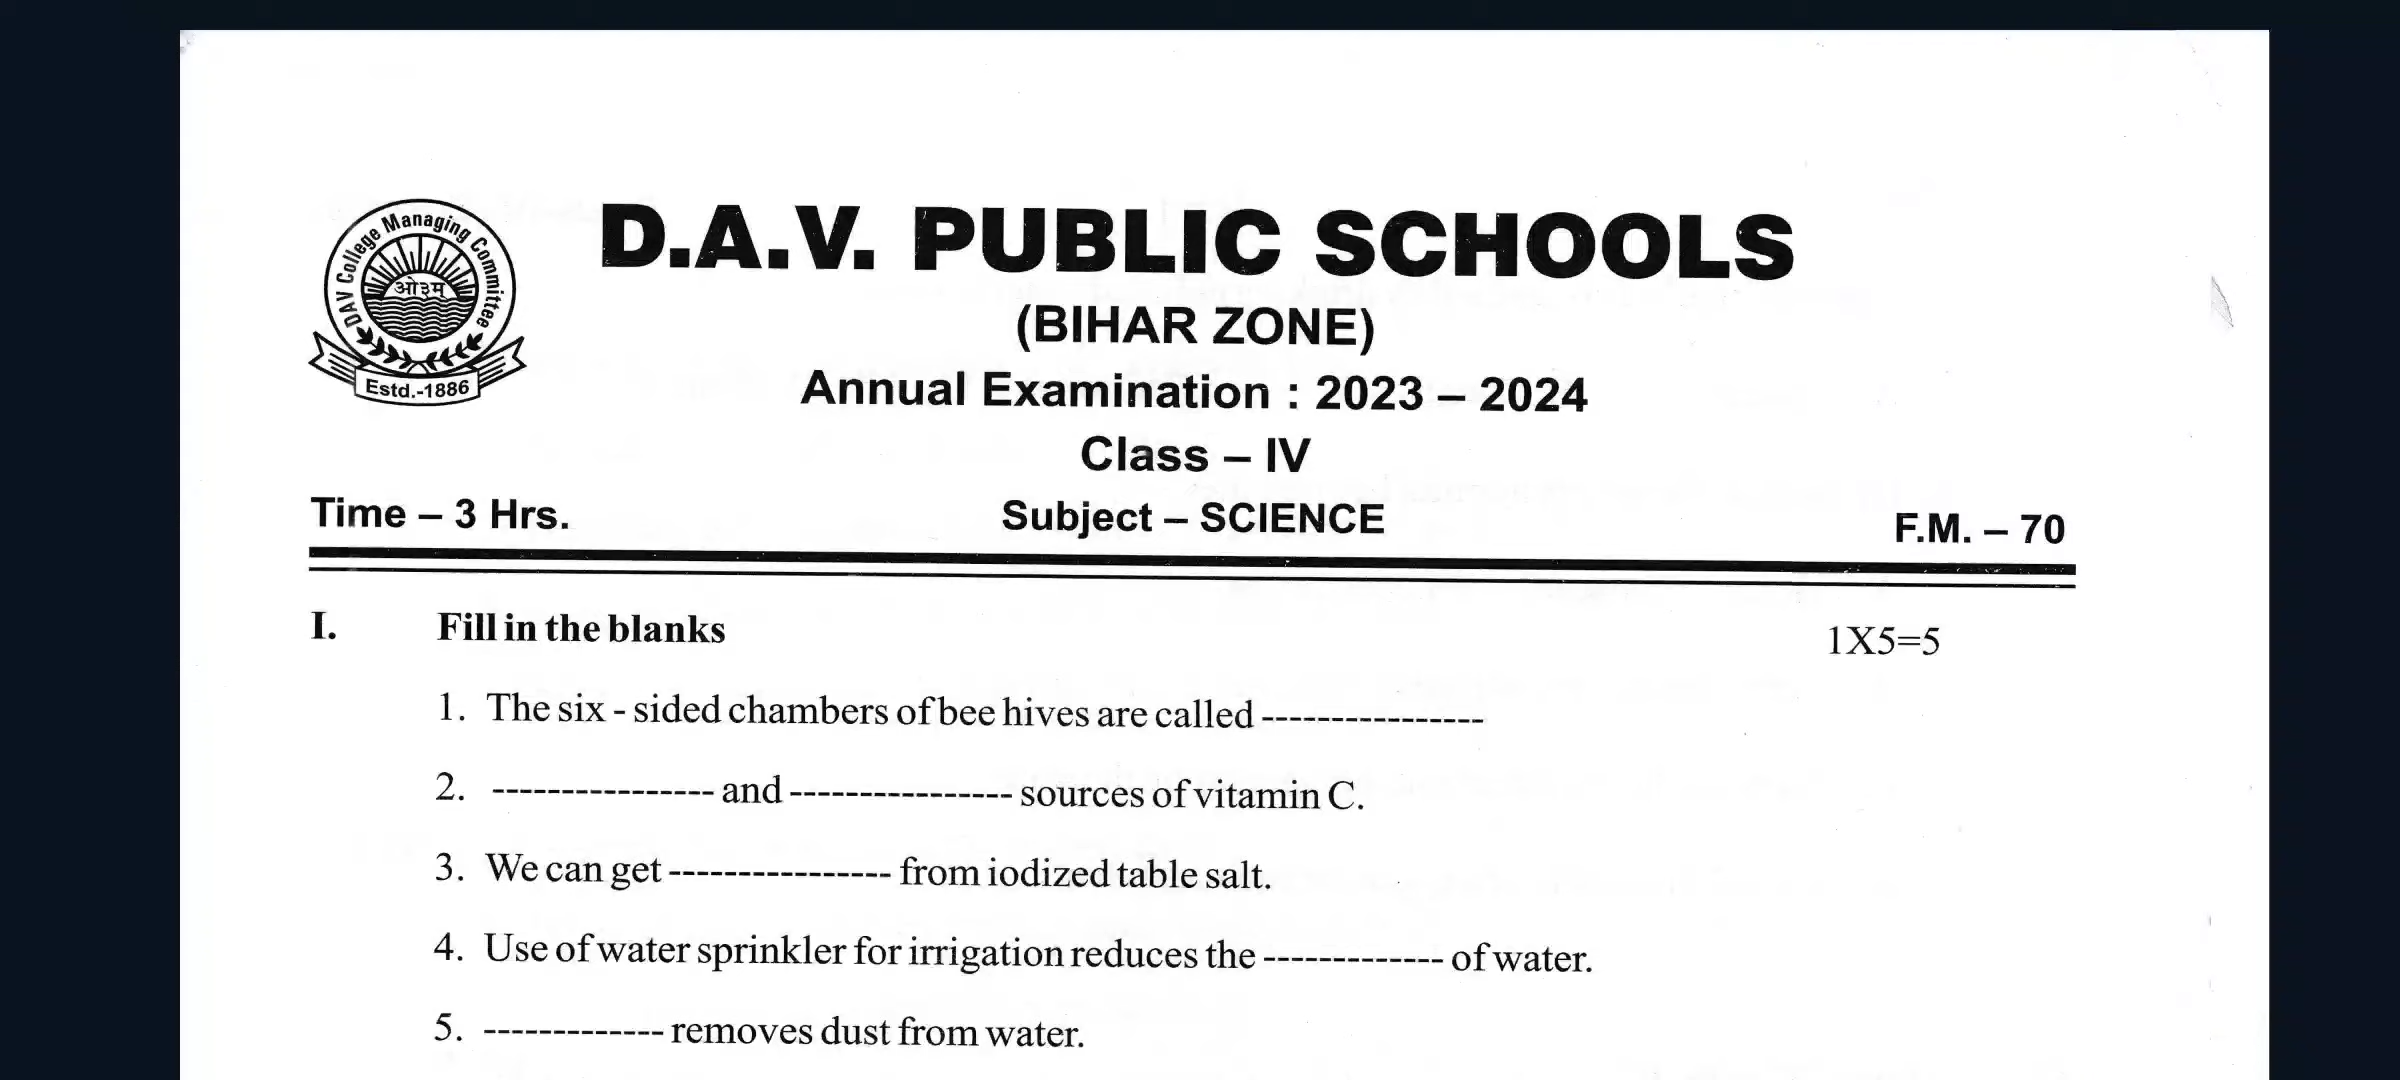 DAV College Managing Committee
ओ३म्
Estd.-1886
D.A.V. PUBLIC SCHOOLS
(BIHAR ZONE)
Annual Examination : 2023 – 2024
Class – IV
Time – 3 Hrs. Subject – SCIENCE F.M. – 70
I. Fill in the blanks 1X5=5
1. The six - sided chambers of bee hives are called ----------------
2. ---------------- and ---------------- sources of vitamin C.
3. We can get ---------------- from iodized table salt.
4. Use of water sprinkler for irrigation reduces the ------------- of water.
5. ------------- removes dust from water.